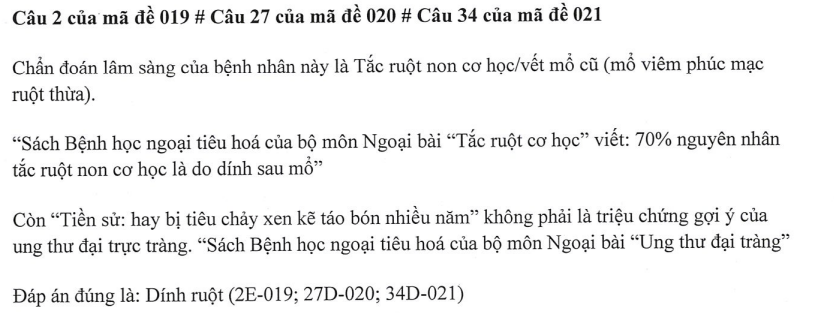 Câu 2 của mã đề 019 # Câu 27 của mã đề 020 # Câu 34 của mã đề 021
Chẩn đoán lâm sàng của bệnh nhân này là Tắc ruột non cơ học/vết mổ cũ (mổ viêm phúc mạc
ruột thừa).
“Sách Bệnh học ngoại tiêu hoá của bộ môn Ngoại bài “Tắc ruột cơ học” viết: 70% nguyên nhân
tắc ruột non cơ học là do dính sau mổ”
Còn “Tiền sử: hay bị tiêu chảy xen kẽ táo bón nhiều năm” không phải là triệu chứng gợi ý của
ung thư đại trực tràng. “Sách Bệnh học ngoại tiêu hoá của bộ môn Ngoại bài “Ung thư đại tràng”
Đáp án đúng là: Dính ruột (2E-019; 27D-020; 34D-021)